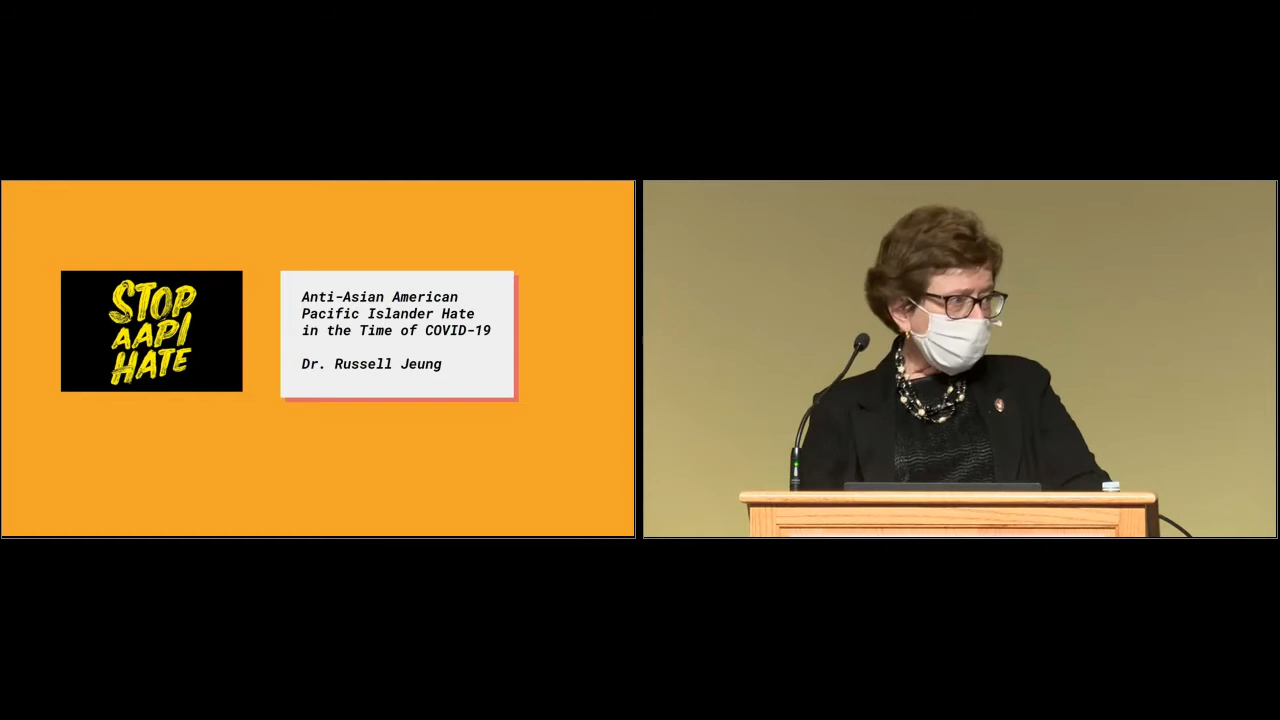 STOP
AAPI
HATE
Anti-Asian American
Pacific Islander Hate
in the Time of COVID-19
Dr. Russell Jeung